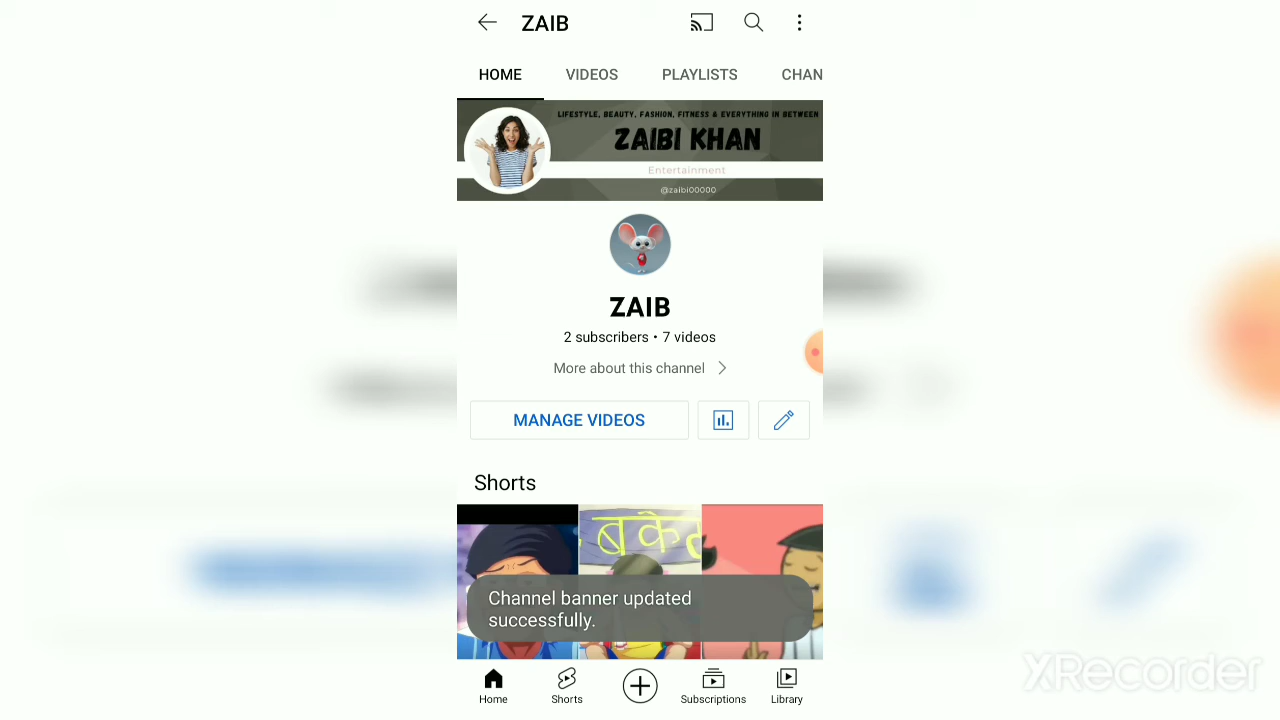 ZAIB
HOME VIDEOS PLAYLISTS CHAN
LIFESTYLE, BEAUTY, FASHION, FITNESS & EVERYTHING IN BETWEEN
ZAIBI KHAN
Entertainment
@zaibi00000
ZAIB
2 subscribers • 7 videos
More about this channel
MANAGE VIDEOS
Shorts
बकै
Channel banner updated
successfully.
Home Shorts Subscriptions Library
XRecorder